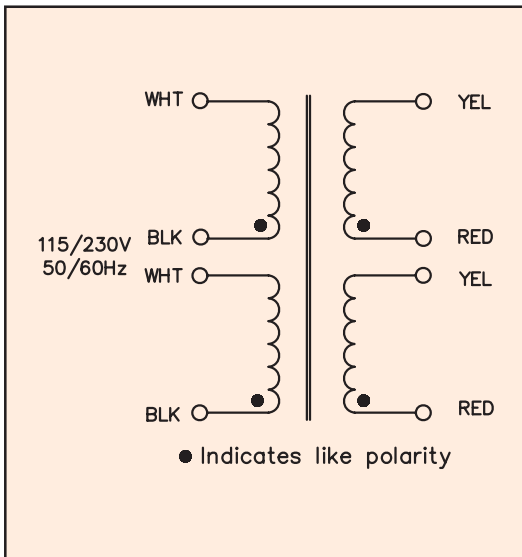 WHT YEL
BLK RED
115/230V
50/60Hz
WHT YEL
BLK RED
Indicates like polarity